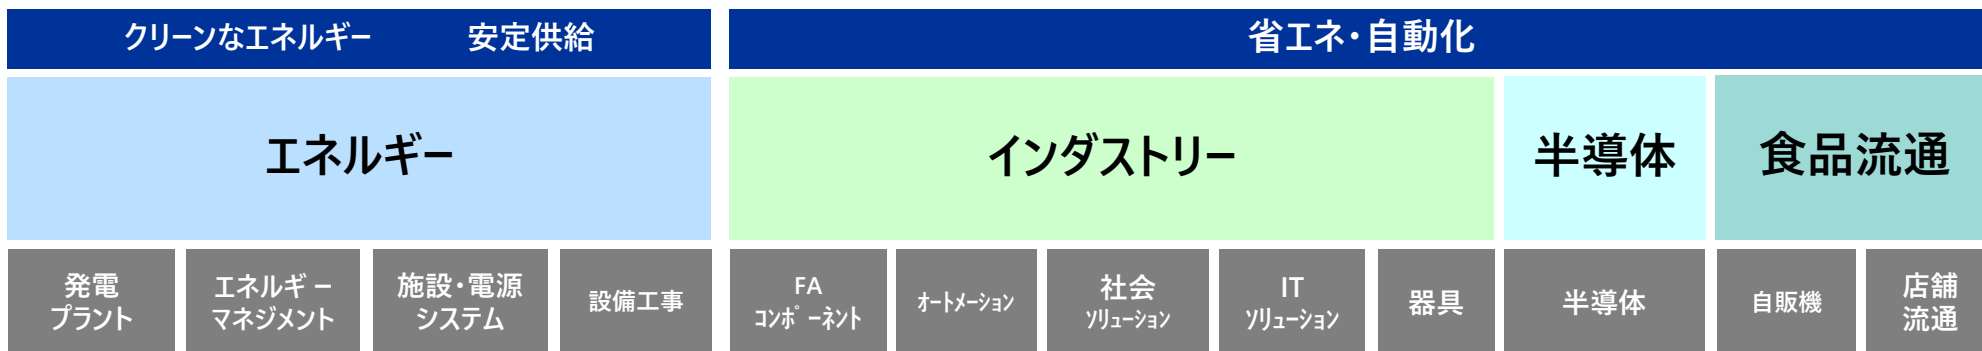 クリーンなエネルギー　安定供給
省エネ・自動化
エネルギー
インダストリー
半導体
食品流通
発電
プラント
エネルギー
マネジメント
施設・電源
システム
設備工事
FA
ｺﾝﾎﾟｰﾈﾝﾄ
ｵｰﾄﾒｰｼｮﾝ
社会
ｿﾘｭｰｼｮﾝ
IT
ｿﾘｭｰｼｮﾝ
器具
半導体
自販機
店舗
流通